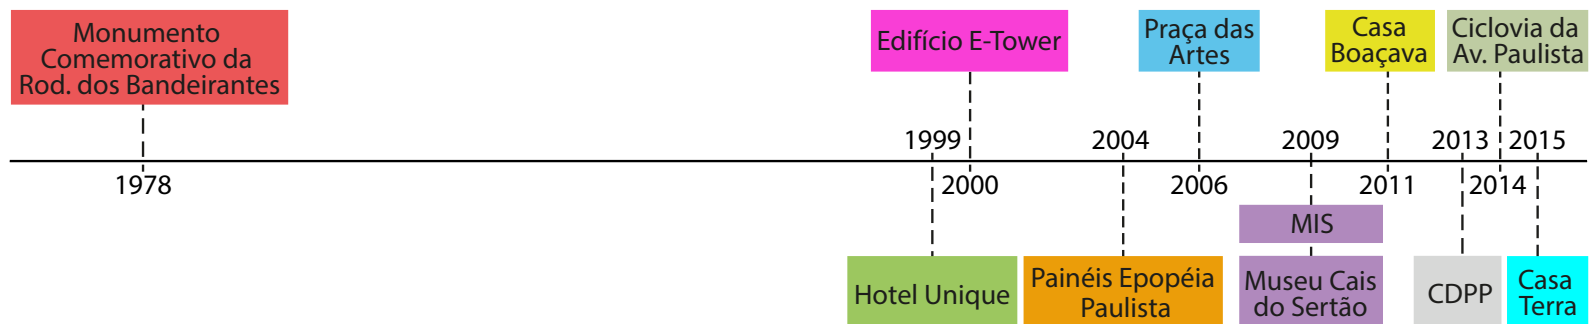 Monumento
Comemorativo da
Rod. dos Bandeirantes
Edifício E-Tower
Praça das
Artes
Casa
Boaçava
Ciclovia da
Av. Paulista
1999
2004
2009
2013
2015
1978
2000
2006
2011
2014
MIS
Hotel Unique
Painéis Epopéia
Paulista
Museu Cais
do Sertão
CDPP
Casa
Terra